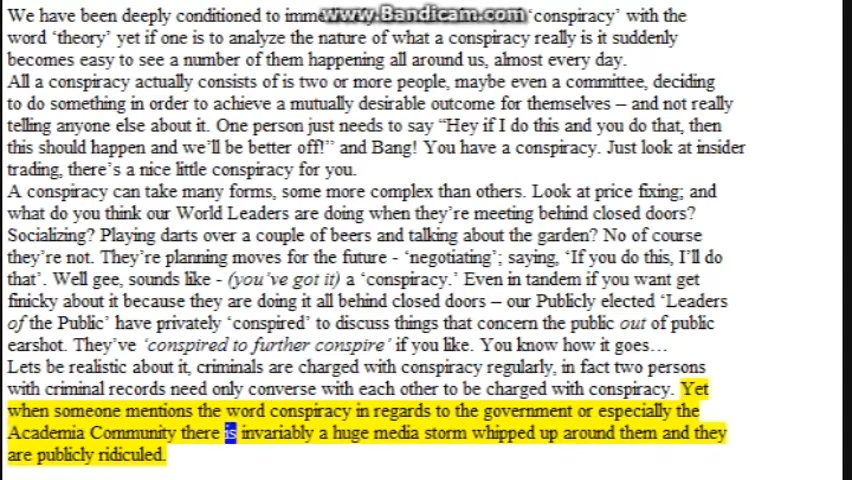 We have been deeply conditioned to www.Bandicam.com 'conspiracy' with the
word 'theory' yet if one is to analyze the nature of what a conspiracy really is it suddenly
becomes easy to see a number of them happening all around us, almost every day.
All a conspiracy actually consists of is two or more people, maybe even a committee, deciding
to do something in order to achieve a mutually desirable outcome for themselves – and not really
telling anyone else about it. One person just needs to say “Hey if I do this and you do that, then
this should happen and we’ll be better off!” and Bang! You have a conspiracy. Just look at insider
trading, there’s a nice little conspiracy for you.
A conspiracy can take many forms, some more complex than others. Look at price fixing; and
what do you think our World Leaders are doing when they’re meeting behind closed doors?
Socializing? Playing darts over a couple of beers and talking about the garden? No of course
they’re not. They’re planning moves for the future - ‘negotiating’; saying, ‘If you do this, I’ll do
that’. Well gee, sounds like - (you’ve got it) a ‘conspiracy.’ Even in tandem if you want get
finicky about it because they are doing it all behind closed doors – our Publicly elected ‘Leaders
of the Public’ have privately ‘conspired’ to discuss things that concern the public out of public
earshot. They’ve ‘conspired to further conspire’ if you like. You know how it goes…
Lets be realistic about it, criminals are charged with conspiracy regularly, in fact two persons
with criminal records need only converse with each other to be charged with conspiracy. Yet
when someone mentions the word conspiracy in regards to the government or especially the
Academia Community there is invariably a huge media storm whipped up around them and they
are publicly ridiculed.